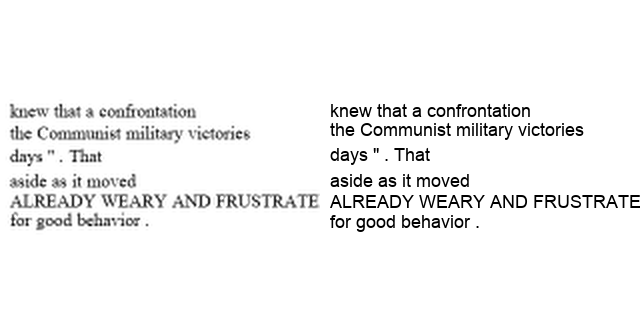 knew that a confrontation
the Communist military victories
days " . That
aside as it moved
ALREADY WEARY AND FRUSTRATE
for good behavior .
knew that a confrontation
the Communist military victories
days " . That
aside as it moved
ALREADY WEARY AND FRUSTRATE
for good behavior .